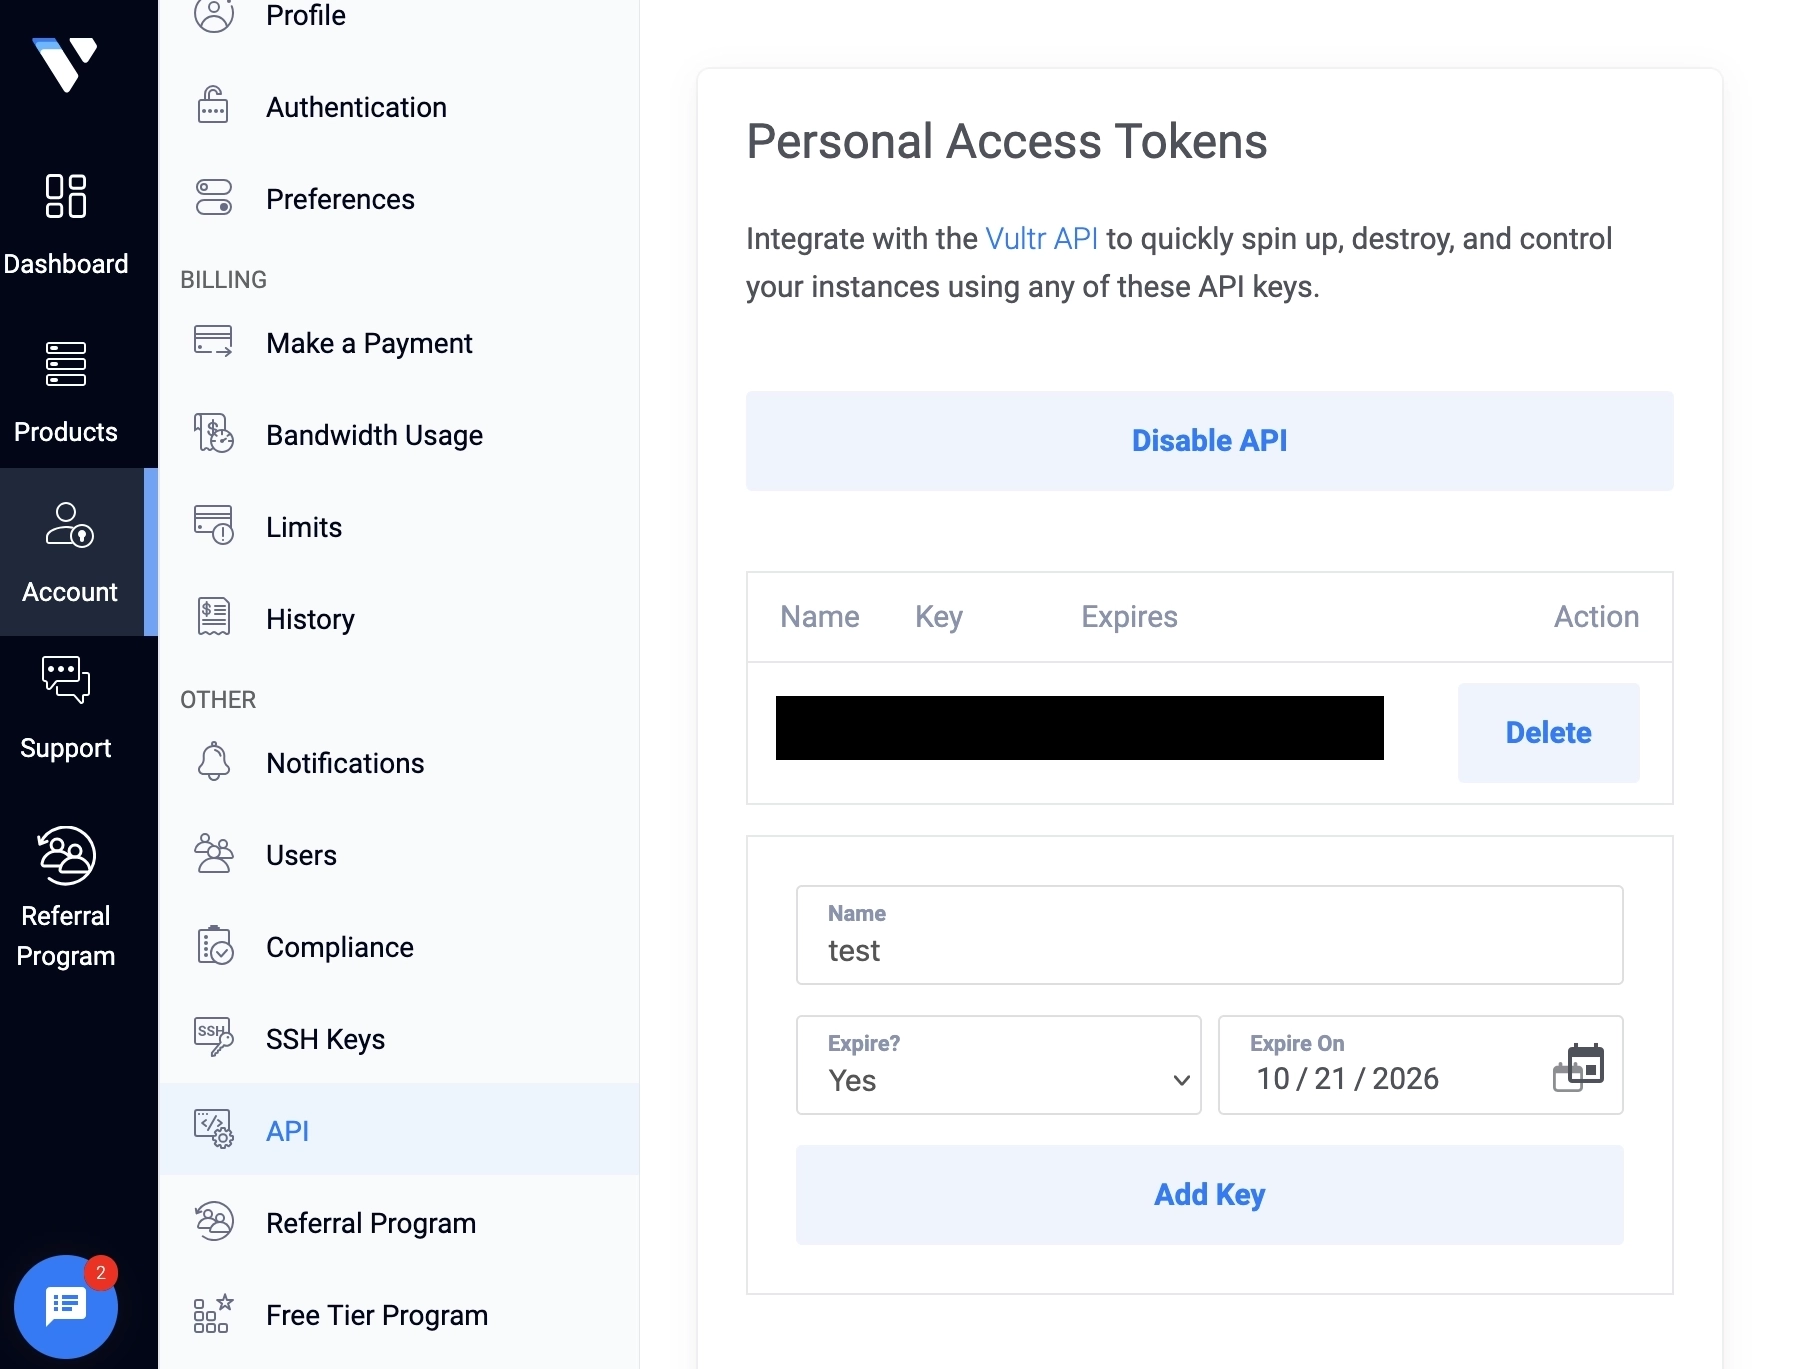 Dashboard
Products
Account
Support
Referral
Program
2
Profile
Authentication
Preferences
BILLING
Make a Payment
Bandwidth Usage
Limits
History
OTHER
Notifications
Users
Compliance
SSH
SSH Keys
API
Referral Program
Free Tier Program
Personal Access Tokens
Integrate with the Vultr API to quickly spin up, destroy, and control
your instances using any of these API keys.
Disable API
Name Key Expires Action
Delete
Name
test
Expire?
Yes
Expire On
10 / 21 / 2026
Add Key